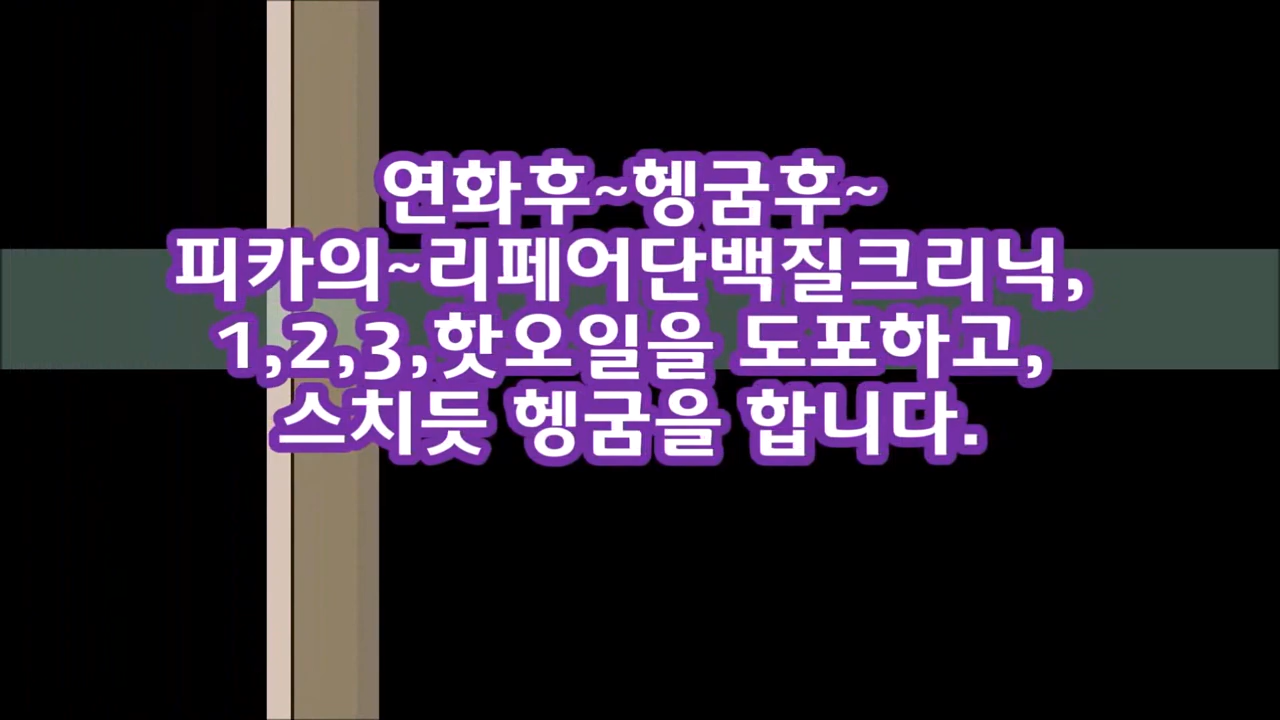 연화후~헹굼후~
피카의~리페어단백질크리닉,
1,2,3,핫오일을 도포하고,
스치듯 헹굼을 합니다.